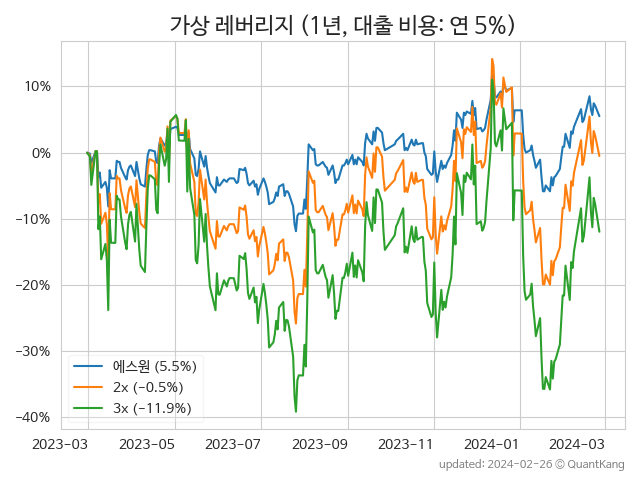 가상 레버리지 (1년, 대출 비용: 연 5%)
10%
0%
−10%
−20%
−30%
−40%
에스원 (5.5%)
2x (−0.5%)
3x (−11.9%)
2023−03 2023−05 2023−07 2023−09 2023−11 2024−01 2024−03
updated: 2024−02−26 ⓒ QuantKang